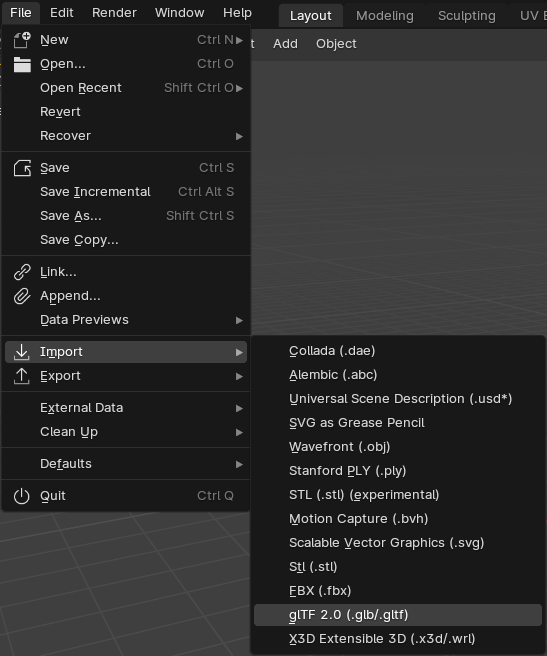 File Edit Render Window Help Layout Modeling Sculpting UV
Add Object
New Ctrl N
Open... Ctrl O
Open Recent Shift Ctrl O
Revert
Recover
Save Ctrl S
Save Incremental Ctrl Alt S
Save As... Shift Ctrl S
Save Copy...
Link...
Append...
Data Previews
Import
Export
External Data
Clean Up
Defaults
Quit Ctrl Q
Collada (.dae)
Alembic (.abc)
Universal Scene Description (.usd*)
SVG as Grease Pencil
Wavefront (.obj)
Stanford PLY (.ply)
STL (.stl) (experimental)
Motion Capture (.bvh)
Scalable Vector Graphics (.svg)
Stl (.stl)
FBX (.fbx)
glTF 2.0 (.glb/.gltf)
X3D Extensible 3D (.x3d/.wrl)